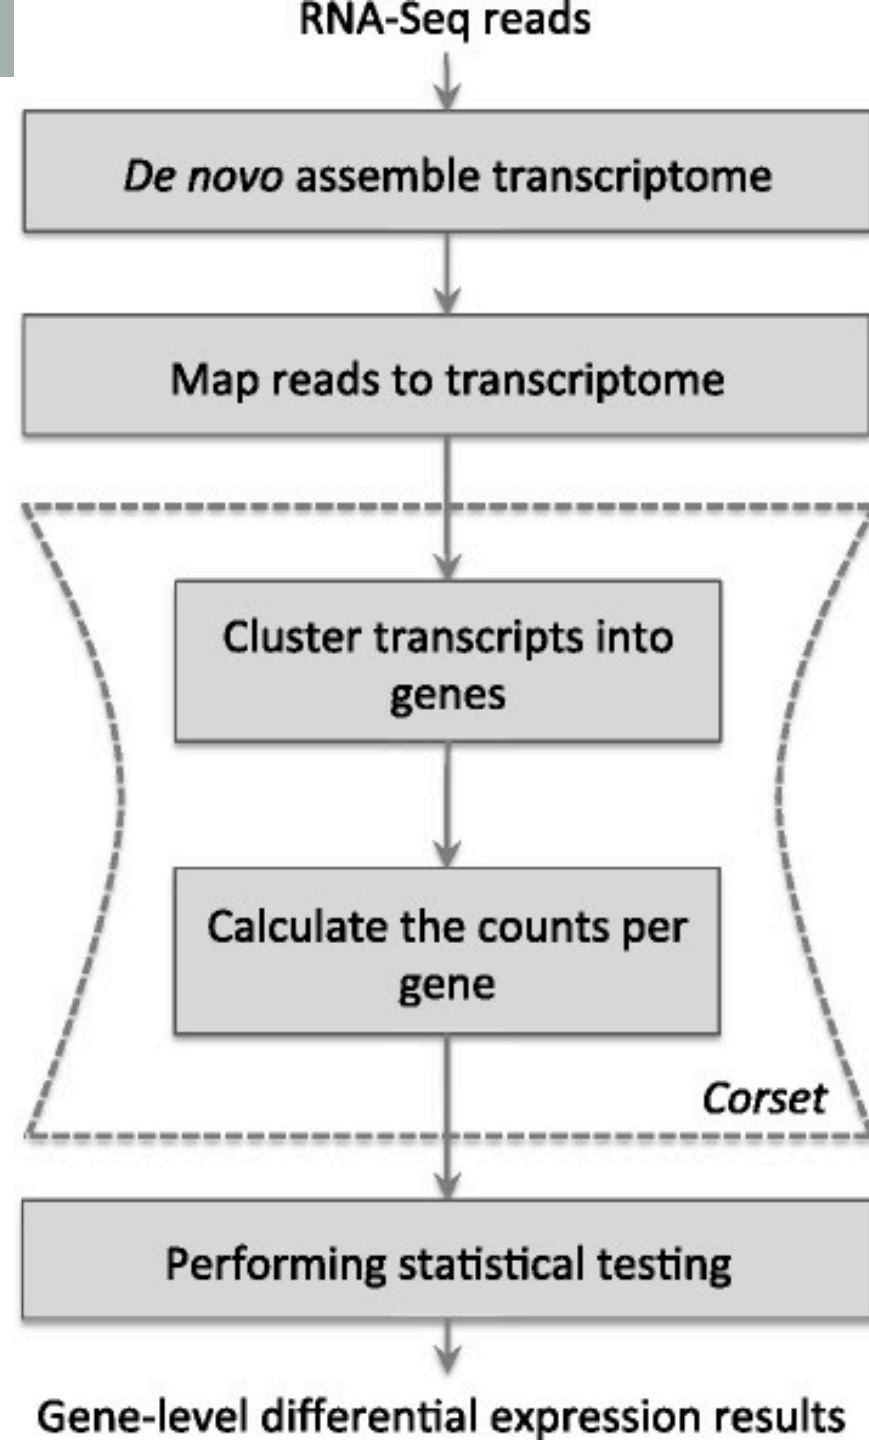 RNA-Seq reads
De novo assemble transcriptome
Map reads to transcriptome
Cluster transcripts into
genes
Calculate the counts per
gene
Corset
Performing statistical testing
Gene-level differential expression results